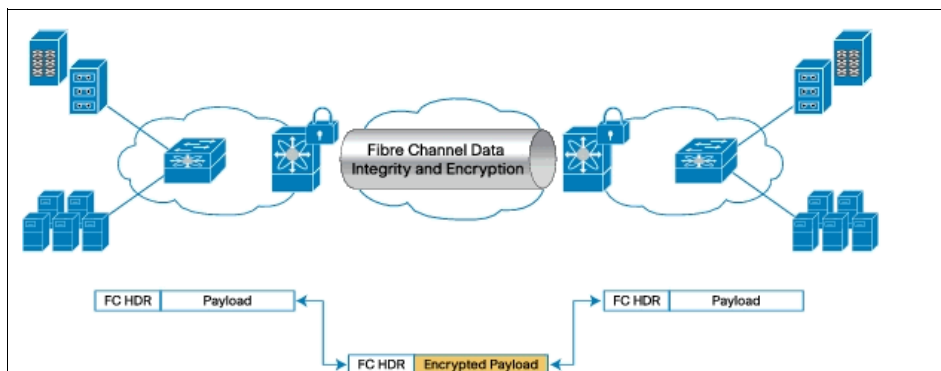 Fibre Channel Data
Integrity and Encryption
FC HDR Payload
FC HDR Payload
FC HDR Encrypted Payload